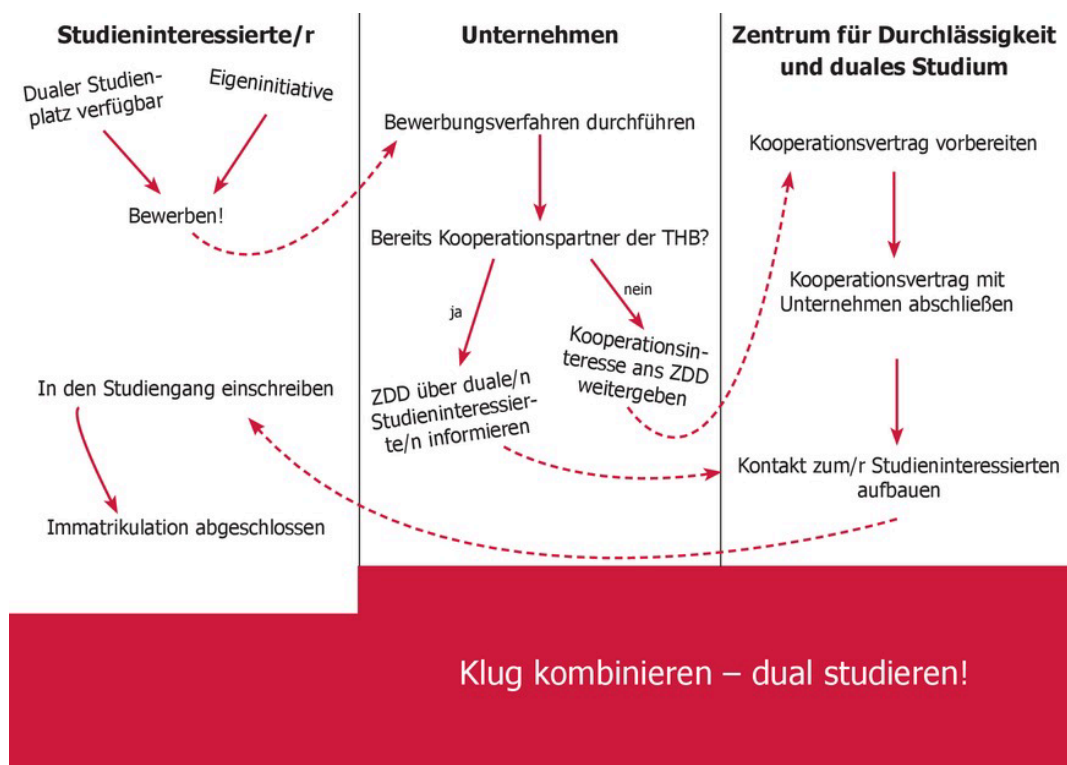 Studieninteressierte/r
Dualer Studien-
platz verfügbar
Eigeninitiative
Bewerben!
In den Studiengang einschreiben
Immatrikulation abgeschlossen
Unternehmen
Bewerbungsverfahren durchführen
Bereits Kooperationspartner der THB?
ja
nein
ZDD über duale/n
Studieninteressier-
te/n informieren
Kooperationsin-
teresse ans ZDD
weitergeben
Zentrum für Durchlässigkeit
und duales Studium
Kooperationsvertrag vorbereiten
Kooperationsvertrag mit
Unternehmen abschließen
Kontakt zum/r Studieninteressierten
aufbauen
Klug kombinieren – dual studieren!